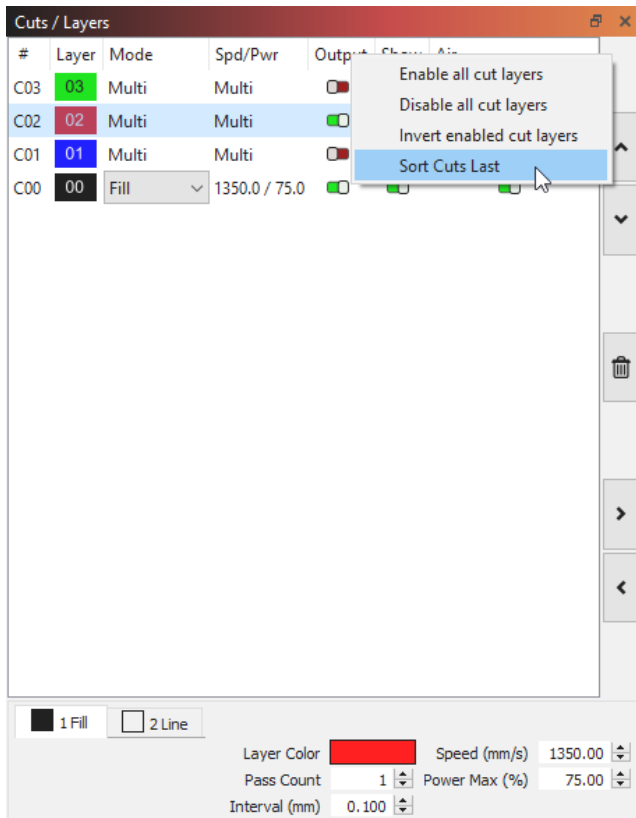 Cuts / Layers
# Layer Mode Spd/Pwr Output Show Air
Enable all cut layers
C03 03 Multi Multi
Disable all cut layers
C02 02 Multi Multi
Invert enabled cut layers
C01 01 Multi Multi
Sort Cuts Last
C00 00 Fill 1350.0 / 75.0
1 Fill 2 Line
Layer Color Speed (mm/s) 1350.00
Pass Count 1 Power Max (%) 75.00
Interval (mm) 0.100